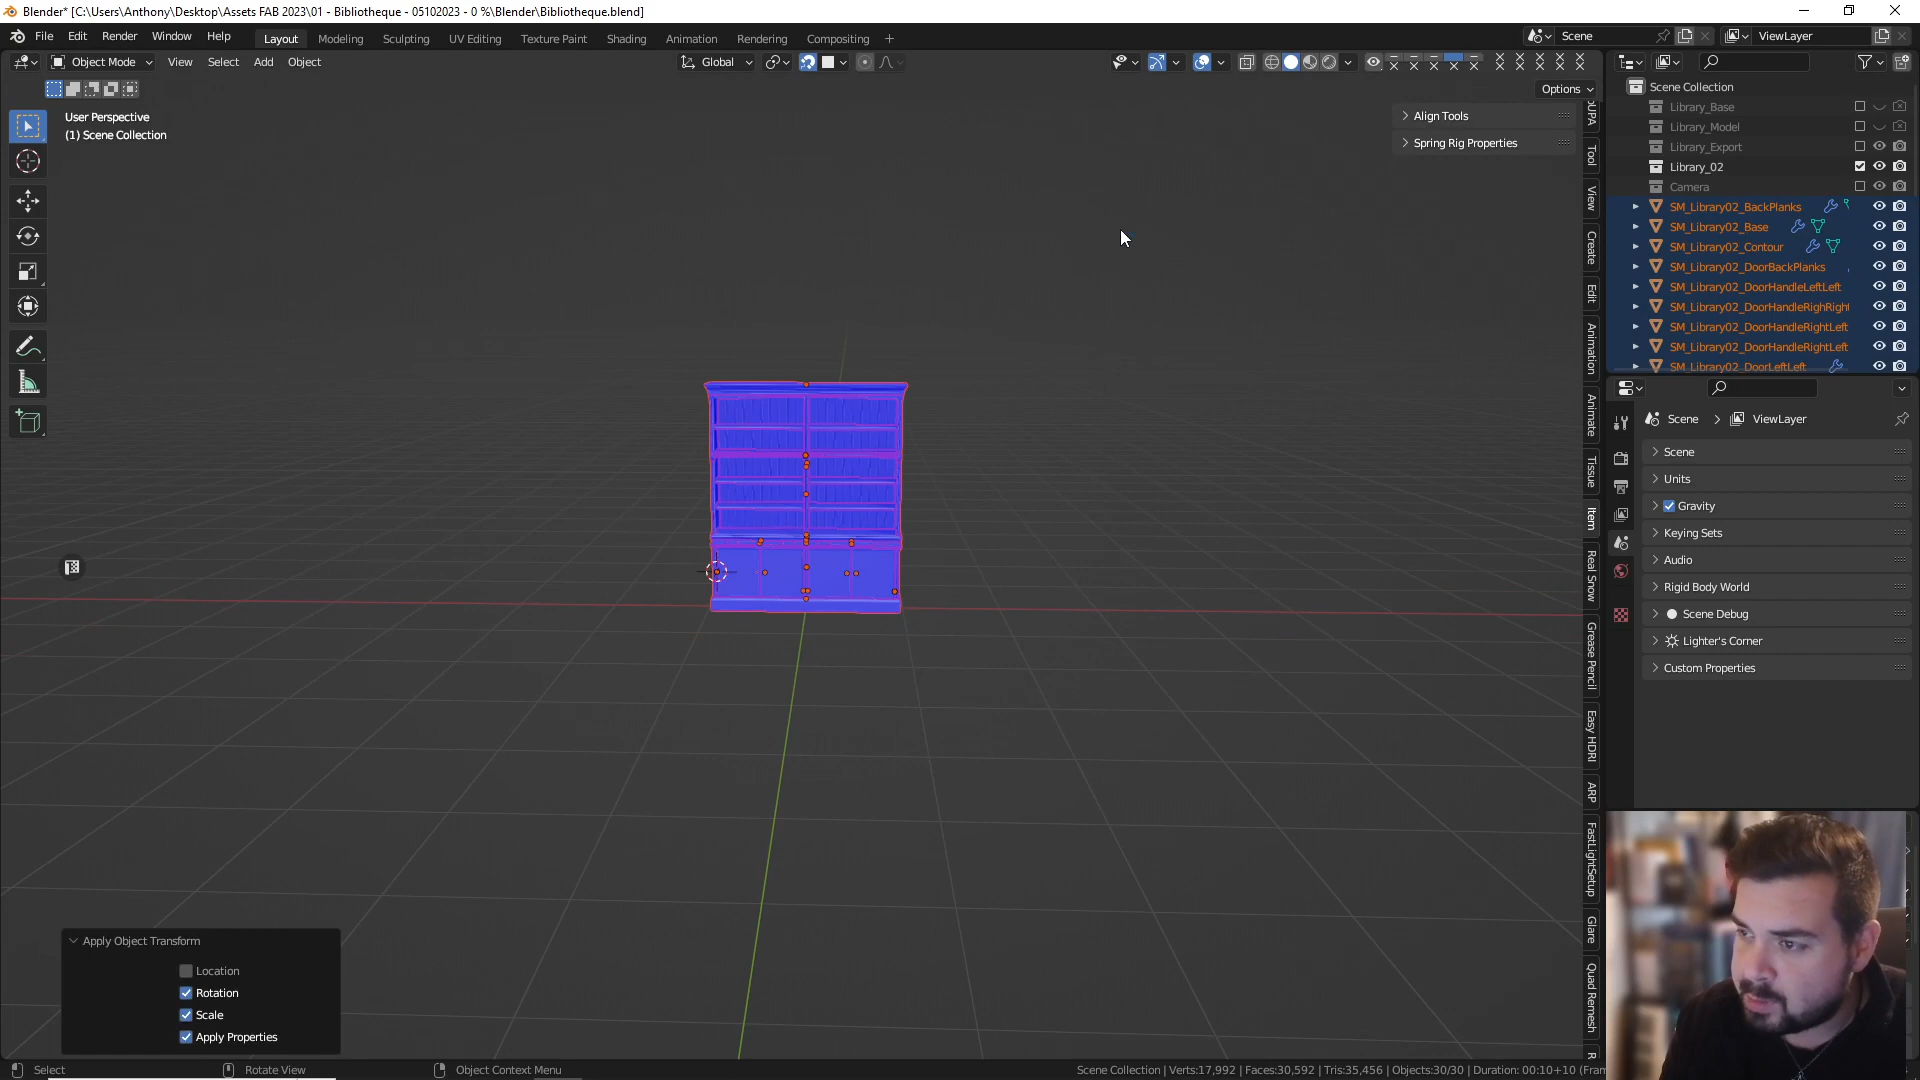 Blender* [C:\Users\Anthony\Desktop\Assets FAB 2023\01 - Bibliotheque - 05102023 - 0 %\Blender\Bibliotheque.blend]
File Edit Render Window Help Layout Modeling Sculpting UV Editing Texture Paint Shading Animation Rendering Compositing + Scene ViewLayer
Object Mode View Select Add Object Global
Options
User Perspective
(1) Scene Collection
Align Tools
Spring Rig Properties
Tool
View
Create
Edit
Animation
Animate
Tissue
Item
Real Snow
Grease Pencil
Easy HDRI
ARP
FastLightSetup
Glare
Quad Remesh
R
Scene Collection
Library_Base
Library_Model
Library_Export
Library_02
Camera
SM_Library02_BackPlanks
SM_Library02_Base
SM_Library02_Contour
SM_Library02_DoorBackPlanks
SM_Library02_DoorHandleLeftLeft
SM_Library02_DoorHandleRighRight
SM_Library02_DoorHandleRightLeft
SM_Library02_DoorHandleRightLeft
SM_Library02_DoorLeftLeft
Scene > ViewLayer
Scene
Units
Gravity
Keying Sets
Audio
Rigid Body World
Scene Debug
Lighter's Corner
Custom Properties
Apply Object Transform
Location
Rotation
Scale
Apply Properties
Select Rotate View Object Context Menu
Scene Collection | Verts:17,992 | Faces:30,592 | Tris:35,456 | Objects:30/30 | Duration: 00:10+10 (Fram